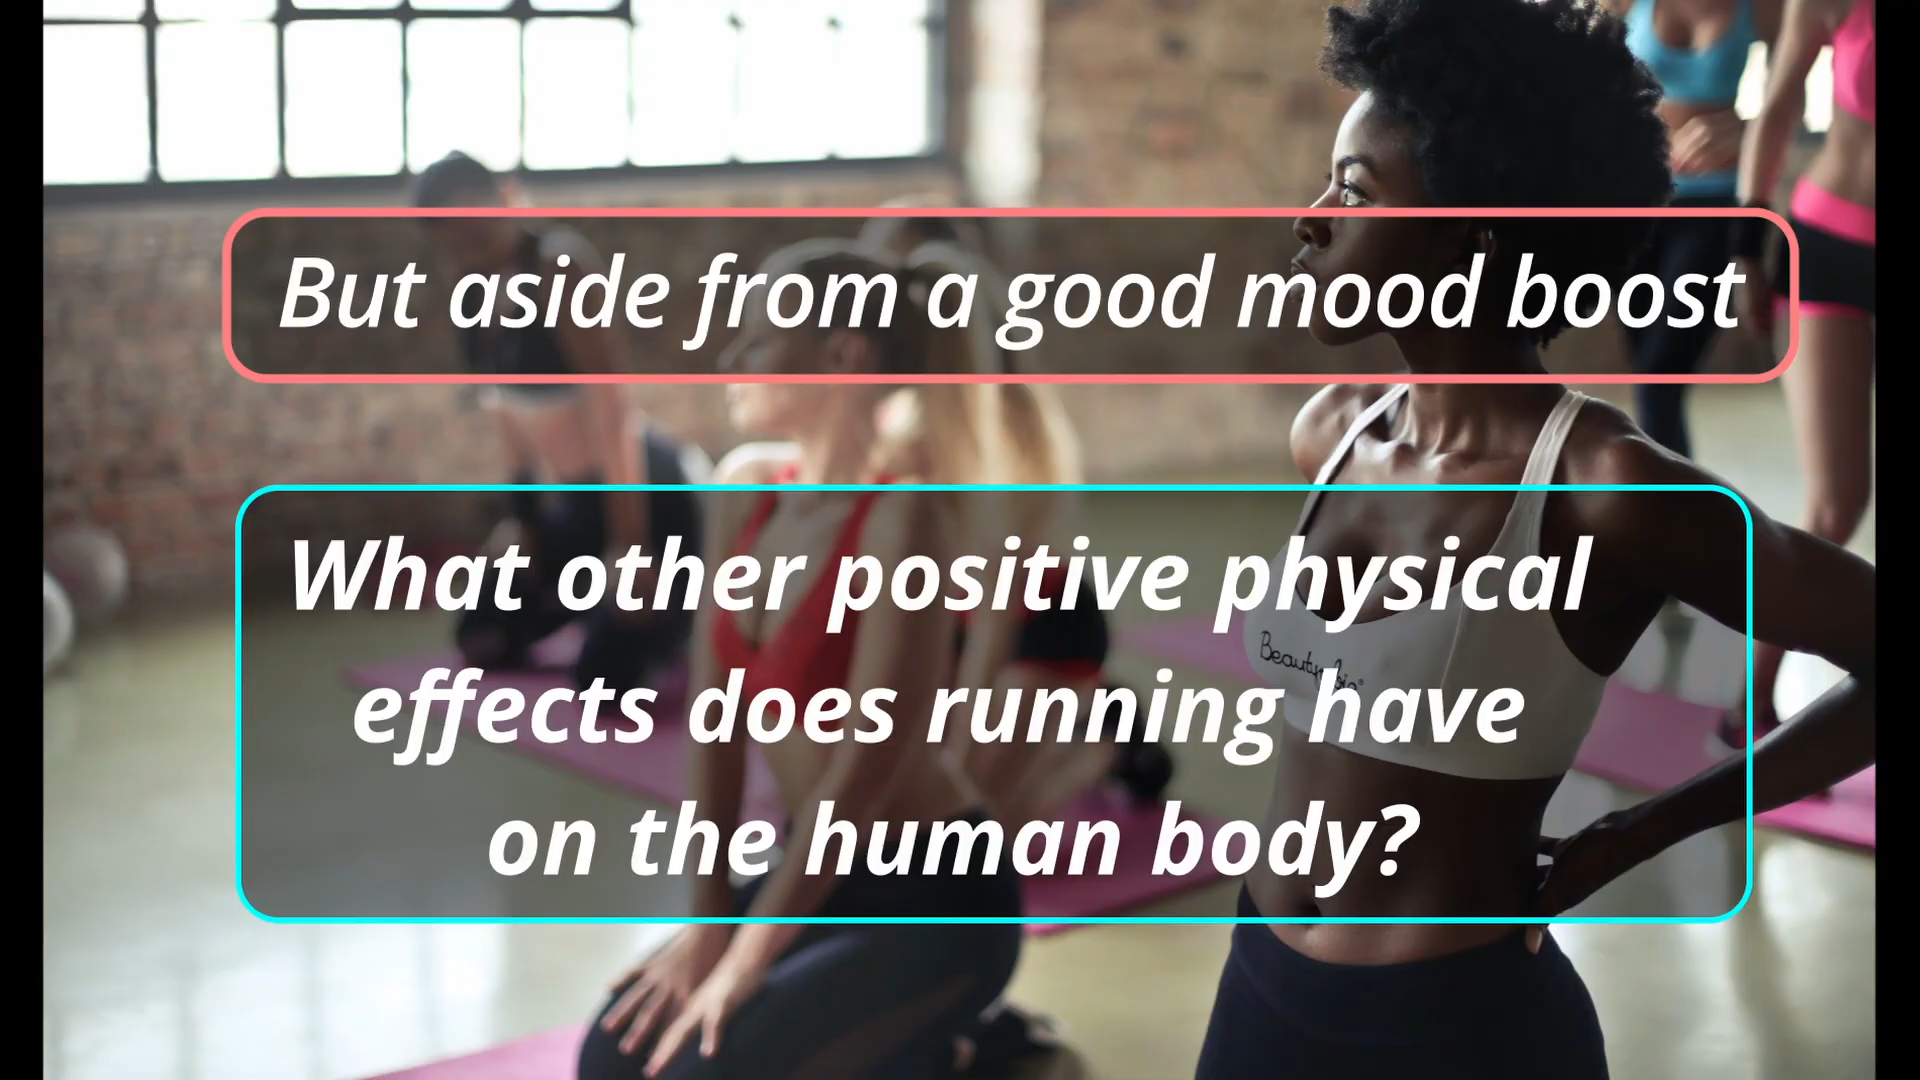 But aside from a good mood boost
What other positive physical
effects does running have
on the human body?